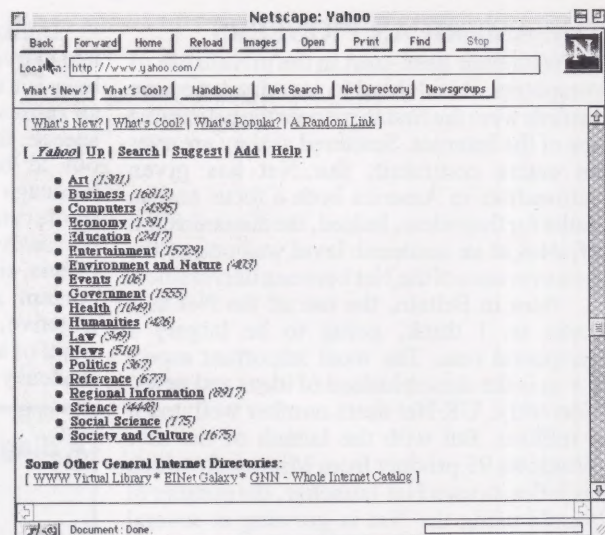 Netscape: Yahoo
Back Forward Home Reload Images Open Print Find Stop
N
Location: http://www.yahoo.com/
What's New? What's Cool? Handbook Net Search Net Directory Newsgroups
[ What's New? | What's Cool? | What's Popular? | A Random Link ]
[ Yahoo | Up | Search | Suggest | Add | Help ]
• Art (1301)
• Business (16812)
• Computers (4385)
• Economy (1391)
• Education (2417)
• Entertainment (15729)
• Environment and Nature (403)
• Events (106)
• Government (1555)
• Health (1049)
• Humanities (426)
• Law (349)
• News (510)
• Politics (367)
• Reference (677)
• Regional Information (8917)
• Science (4448)
• Social Science (175)
• Society and Culture (1675)
Some Other General Internet Directories:
[ WWW Virtual Library * EINet Galaxy * GNN - Whole Internet Catalog ]
Document: Done.